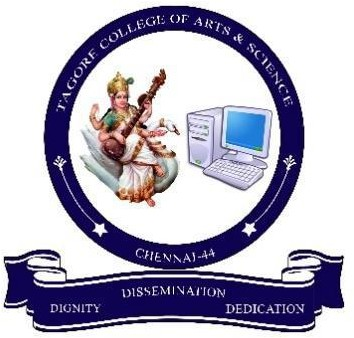 TAGORE COLLEGE OF ARTS & SCIENCE
CHENNAI-44
DISSEMINATION
DIGNITY DEDICATION